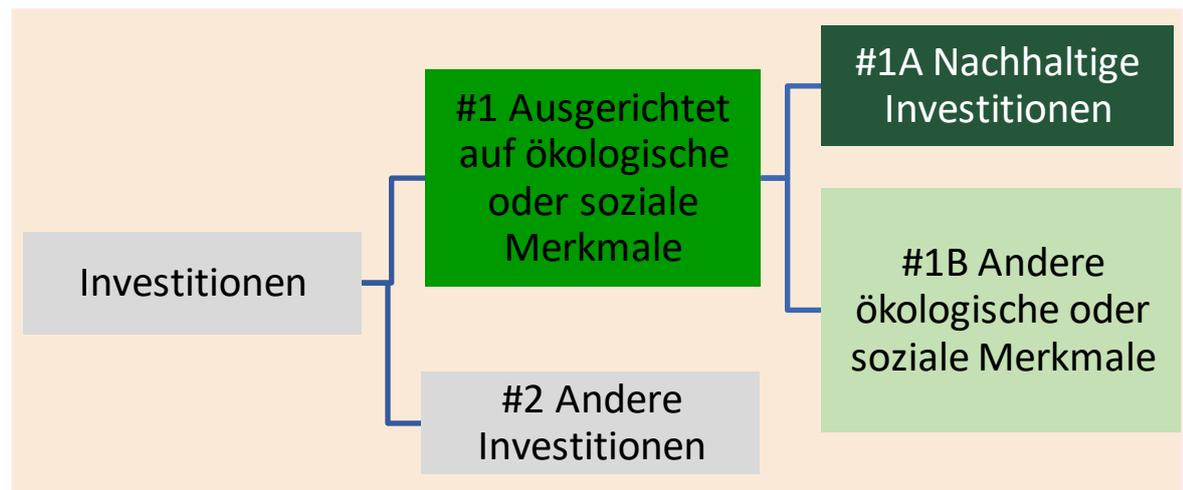 Investitionen
#1 Ausgerichtet
auf ökologische
oder soziale
Merkmale
#2 Andere
Investitionen
#1A Nachhaltige
Investitionen
#1B Andere
ökologische oder
soziale Merkmale